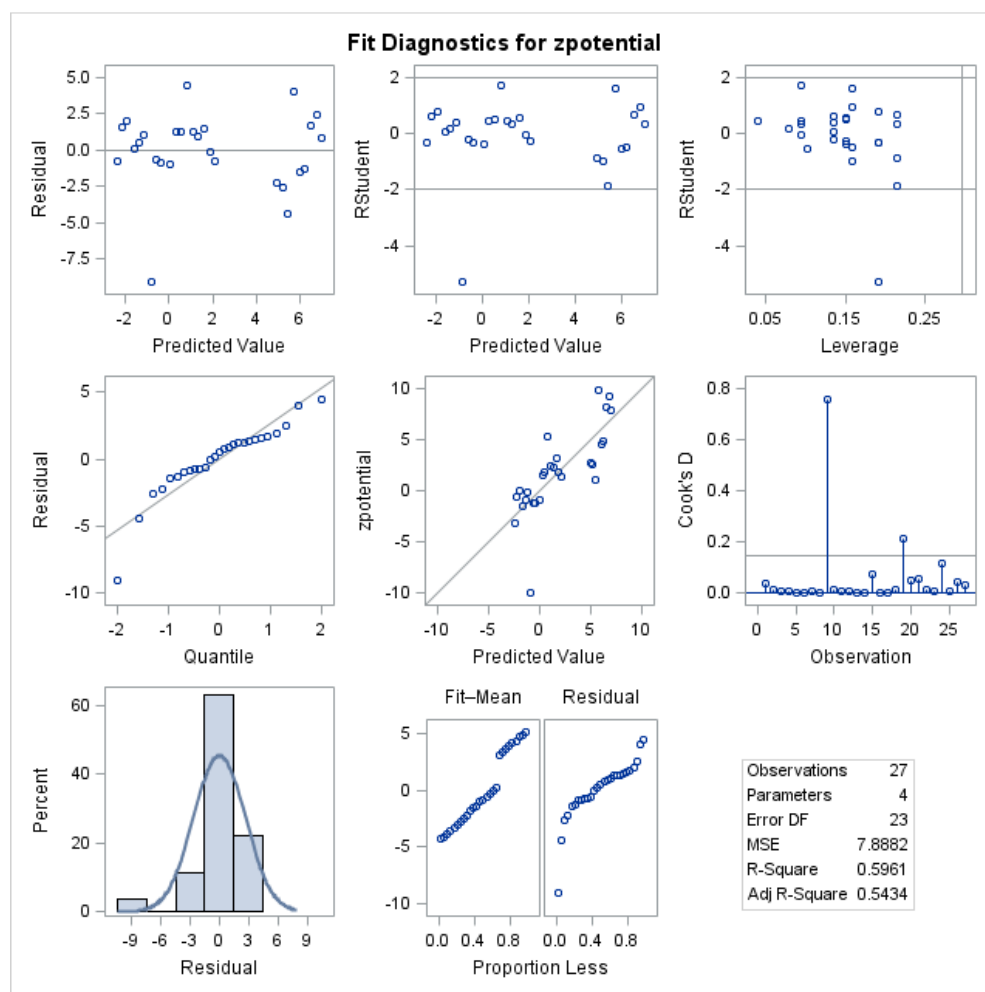 Fit Diagnostics for zpotential
5.0
2.5
0.0
-2.5
-5.0
-7.5
Residual
-2 0 2 4 6
Predicted Value
2
0
-2
-4
RStudent
-2 0 2 4 6
Predicted Value
2
0
-2
-4
RStudent
0.05 0.15 0.25
Leverage
5
0
-5
-10
Residual
-2 -1 0 1 2
Quantile
10
5
0
-5
-10
zpotential
-10 -5 0 5 10
Predicted Value
0.8
0.6
0.4
0.2
0.0
Cook's D
0 5 10 15 20 25
Observation
60
40
20
0
Percent
-9 -6 -3 0 3 6 9
Residual
Fit–Mean Residual
5
0
-5
-10
0.0 0.4 0.8 0.0 0.4 0.8
Proportion Less
Observations 27
Parameters 4
Error DF 23
MSE 7.8882
R-Square 0.5961
Adj R-Square 0.5434